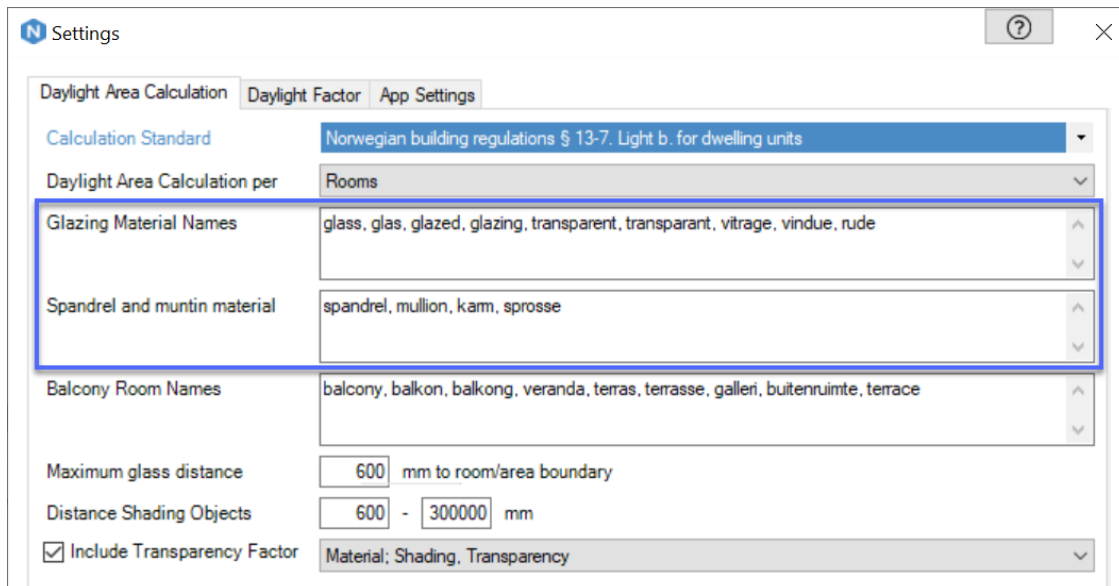 N Settings ?
Daylight Area Calculation Daylight Factor App Settings
Calculation Standard Norwegian building regulations § 13-7. Light b. for dwelling units
Daylight Area Calculation per Rooms
Glazing Material Names glass, glas, glazed, glazing, transparent, transparant, vitrage, vindue, rude
Spandrel and muntin material spandrel, mullion, karm, sprosse
Balcony Room Names balcony, balkon, balkong, veranda, terras, terrasse, galleri, buitenruimte, terrace
Maximum glass distance 600 mm to room/area boundary
Distance Shading Objects 600 - 300000 mm
Include Transparency Factor Material; Shading, Transparency